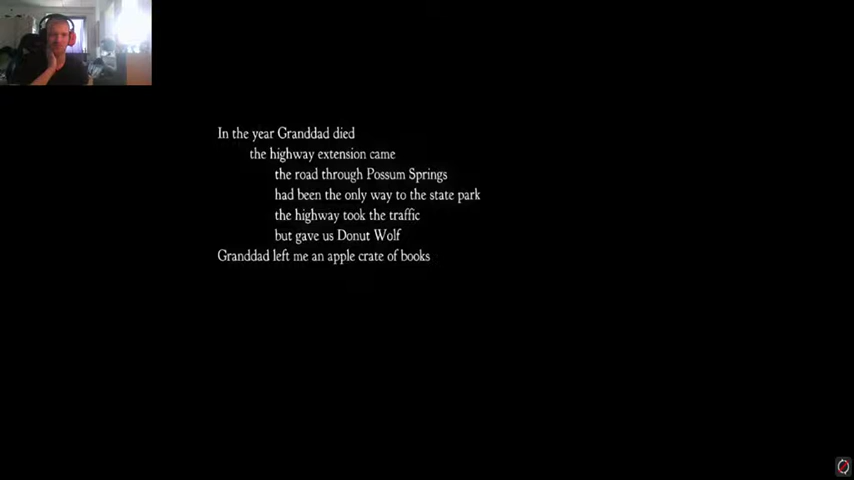 In the year Granddad died
the highway extension came
the road through Possum Springs
had been the only way to the state park
the highway took the traffic
but gave us Donut Wolf
Granddad left me an apple crate of books